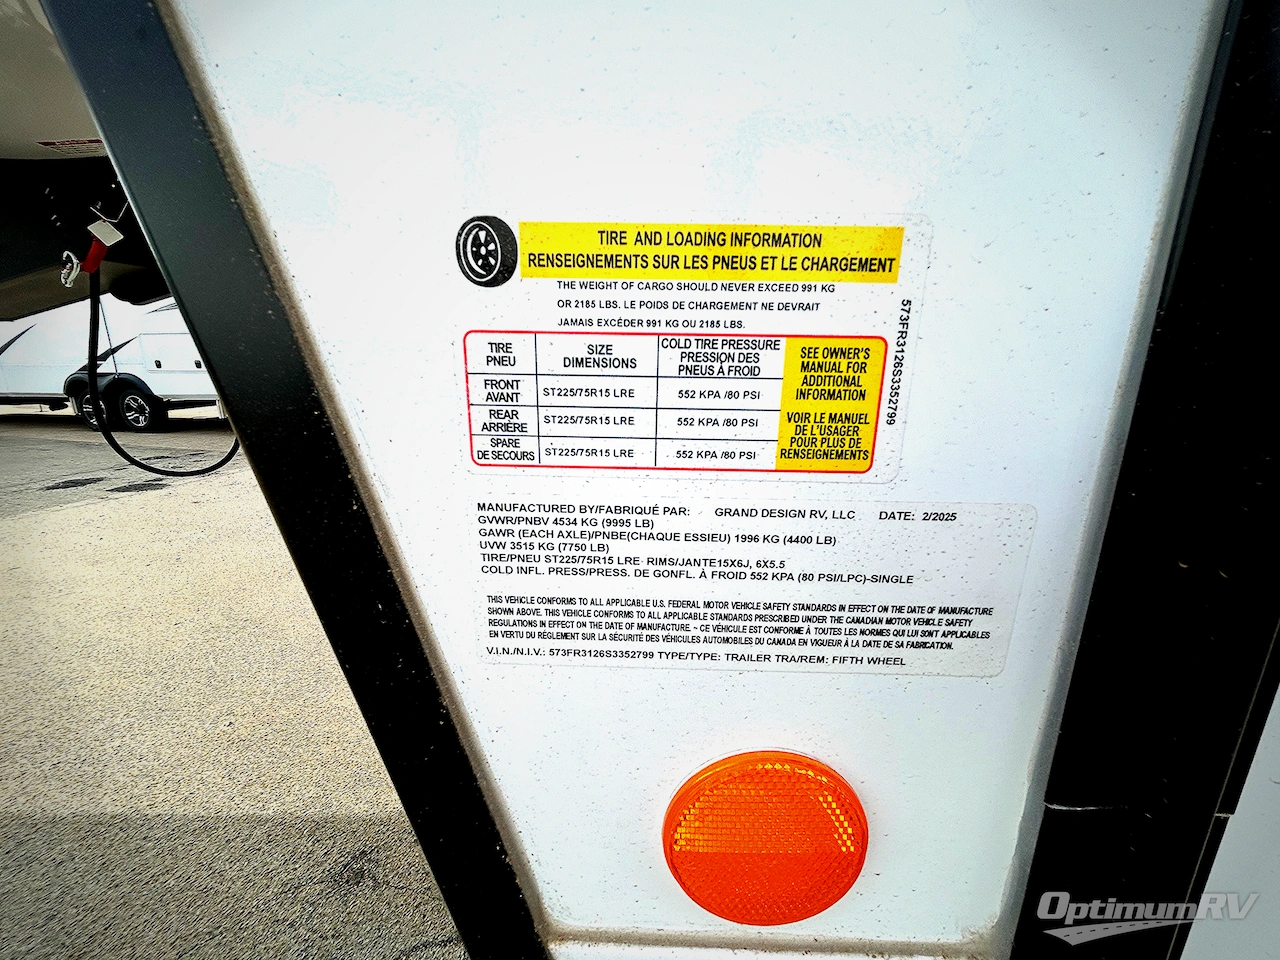 TIRE AND LOADING INFORMATION
RENSEIGNEMENTS SUR LES PNEUS ET LE CHARGEMENT
THE WEIGHT OF CARGO SHOULD NEVER EXCEED 991 KG
OR 2185 LBS. LE POIDS DE CHARGEMENT NE DEVRAIT
JAMAIS EXCÉDER 991 KG OU 2185 LBS.
TIRE
PNEU
SIZE
DIMENSIONS
COLD TIRE PRESSURE
PRESSION DES
PNEUS À FROID
FRONT
AVANT
ST225/75R15 LRE
552 KPA /80 PSI
REAR
ARRIÈRE
ST225/75R15 LRE
552 KPA /80 PSI
SPARE
DE SECOURS
ST225/75R15 LRE
552 KPA /80 PSI
SEE OWNER'S
MANUAL FOR
ADDITIONAL
INFORMATION
VOIR LE MANUEL
DE L'USAGER
POUR PLUS DE
RENSEIGNEMENTS
573FR3126S3352799
MANUFACTURED BY/FABRIQUÉ PAR: GRAND DESIGN RV, LLC DATE: 2/2025
GVWR/PNBV 4534 KG (9995 LB)
GAWR (EACH AXLE)/PNBE(CHAQUE ESSIEU) 1996 KG (4400 LB)
UVW 3515 KG (7750 LB)
TIRE/PNEU ST225/75R15 LRE RIMS/JANTE15X6J, 6X5.5
COLD INFL. PRESS/PRESS. DE GONFL. À FROID 552 KPA (80 PSI/LPC)-SINGLE
THIS VEHICLE CONFORMS TO ALL APPLICABLE U.S. FEDERAL MOTOR VEHICLE SAFETY STANDARDS IN EFFECT ON THE DATE OF MANUFACTURE
SHOWN ABOVE. THIS VEHICLE CONFORMS TO ALL APPLICABLE STANDARDS PRESCRIBED UNDER THE CANADIAN MOTOR VEHICLE SAFETY
REGULATIONS IN EFFECT ON THE DATE OF MANUFACTURE. ~ CE VÉHICULE EST CONFORME À TOUTES LES NORMES QUI LUI SONT APPLICABLES
EN VERTU DU RÈGLEMENT SUR LA SÉCURITÉ DES VÉHICULES AUTOMOBILES DU CANADA EN VIGUEUR À LA DATE DE SA FABRICATION.
V.I.N./N.I.V.: 573FR3126S3352799 TYPE/TYPE: TRAILER TRA/REM: FIFTH WHEEL
OptimumRV